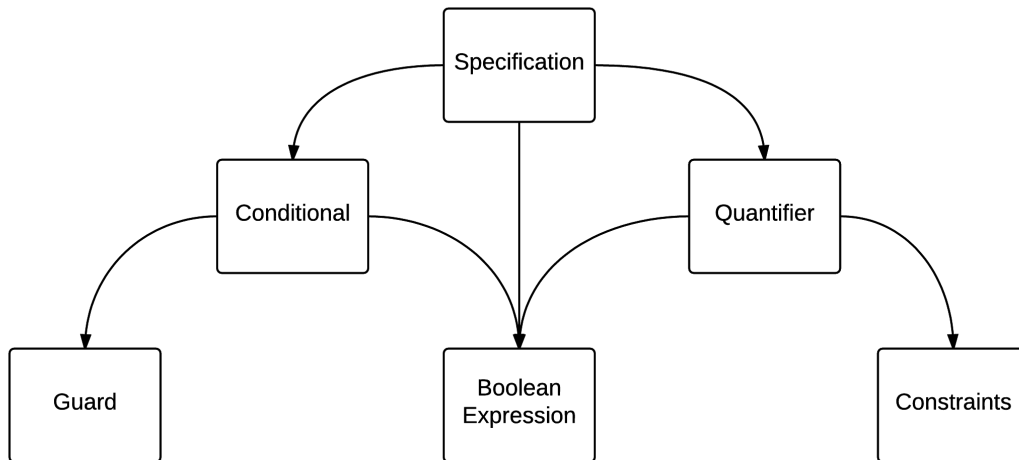 Specification
Conditional
Quantifier
Guard
Boolean
Expression
Constraints